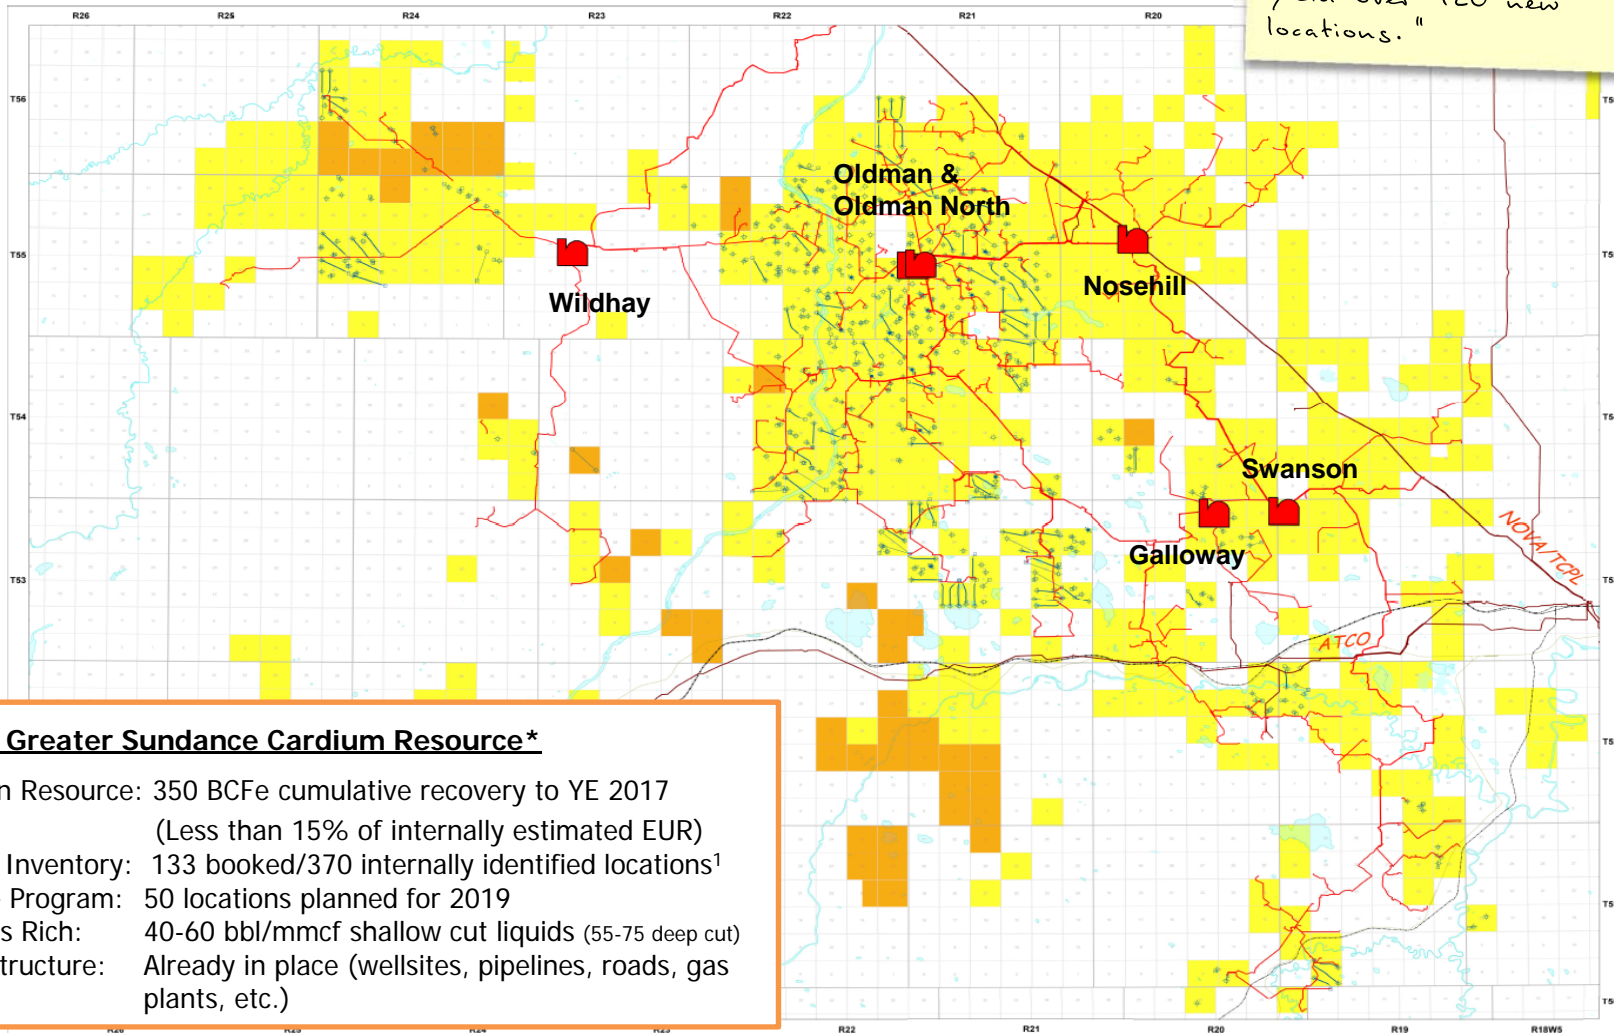 R26 R25 R24 R23 R22 R21 R20
over 120 new
locations."
T56
Oldman &
Oldman North
T55
Wildhay
Nosehill
T54
Swanson
Galloway
NOVA/TCPL
T53
ATCO
Greater Sundance Cardium Resource*
Resource: 350 BCFe cumulative recovery to YE 2017
(Less than 15% of internally estimated EUR)
Inventory: 133 booked/370 internally identified locations¹
Program: 50 locations planned for 2019
Rich: 40-60 bbl/mmcf shallow cut liquids (55-75 deep cut)
Already in place (wellsites, pipelines, roads, gas
plants, etc.)
R22 R21 R20 R19 R18W5